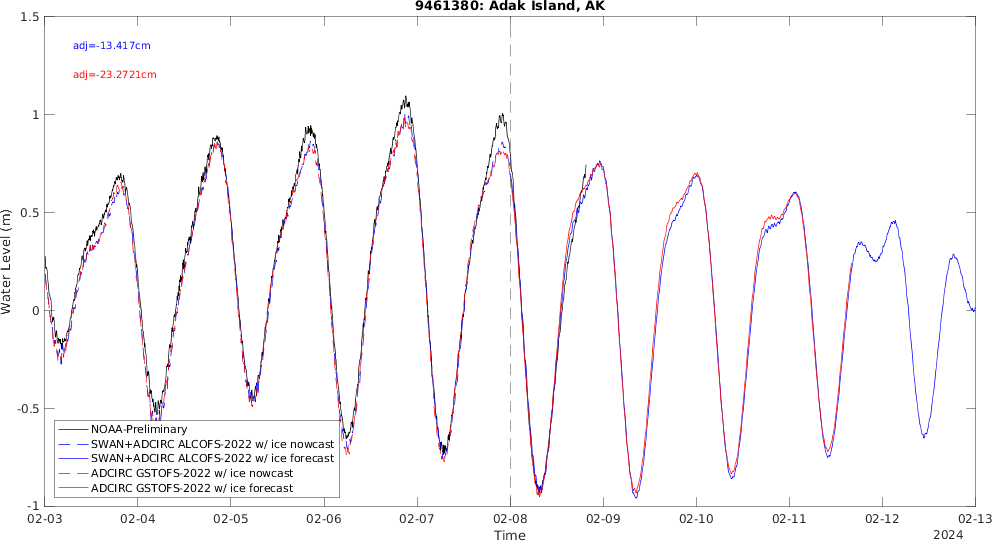 9461380: Adak Island, AK
1.5
adj=-13.417cm
adj=-23.2721cm
1
0.5
Water Level (m)
0
-0.5
NOAA-Preliminary
SWAN+ADCIRC ALCOFS-2022 w/ ice nowcast
SWAN+ADCIRC ALCOFS-2022 w/ ice forecast
ADCIRC GSTOFS-2022 w/ ice nowcast
ADCIRC GSTOFS-2022 w/ ice forecast
-1
02-03 02-04 02-05 02-06 02-07 02-08 02-09 02-10 02-11 02-12 02-13
Time
2024